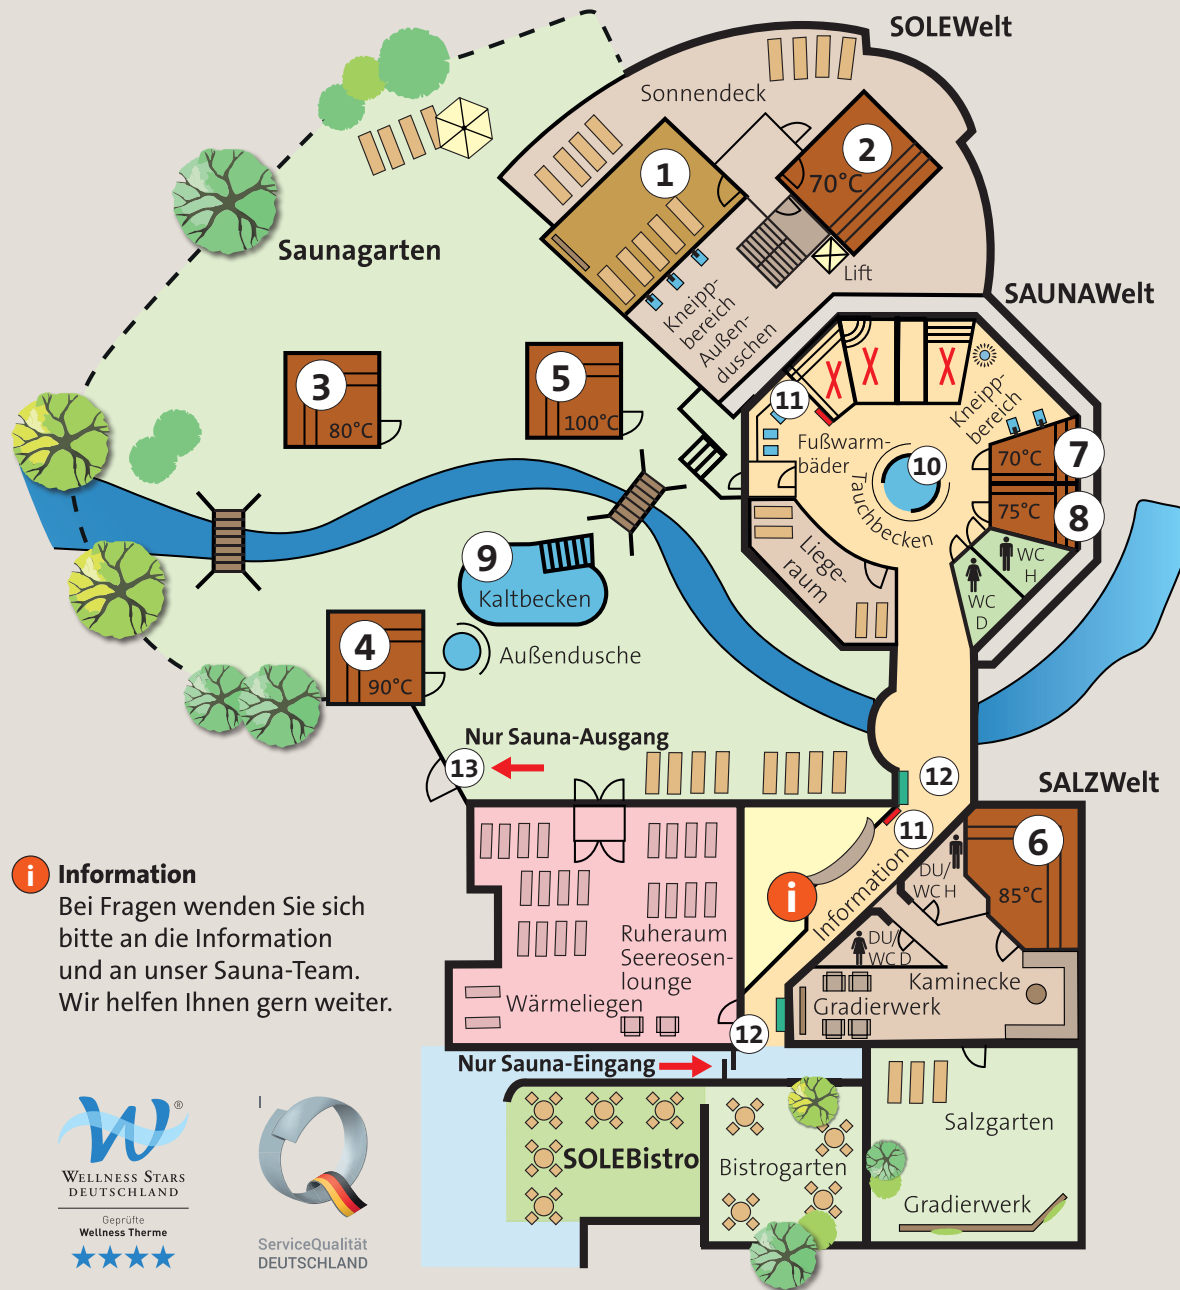 SOLEWelt
Sonnendeck
1
2
70°C
Saunagarten
Lift
Kneipp-
bereich
Außen-
duschen
SAUNAWelt
3
80°C
5
100°C
11
Kneipp-
bereich
Fußwarm-
bäder
10
Tauchbecken
70°C
7
75°C
8
WC
H
WC
D
Liege-
raum
9
Kaltbecken
4
90°C
Außendusche
Nur Sauna-Ausgang
13
12
SALZWelt
11
6
85°C
DU/
WC H
i
Information
DU/
WC D
Ruheraum
Seereosen-
lounge
Wärmeliegen
Kaminecke
Gradierwerk
12
Nur Sauna-Eingang
i Information
Bei Fragen wenden Sie sich
bitte an die Information
und an unser Sauna-Team.
Wir helfen Ihnen gern weiter.
SOLEBistro
Bistrogarten
Salzgarten
Gradierwerk
W®
WELLNESS STARS
DEUTSCHLAND
Geprüfte
Wellness Therme
ServiceQualität
DEUTSCHLAND